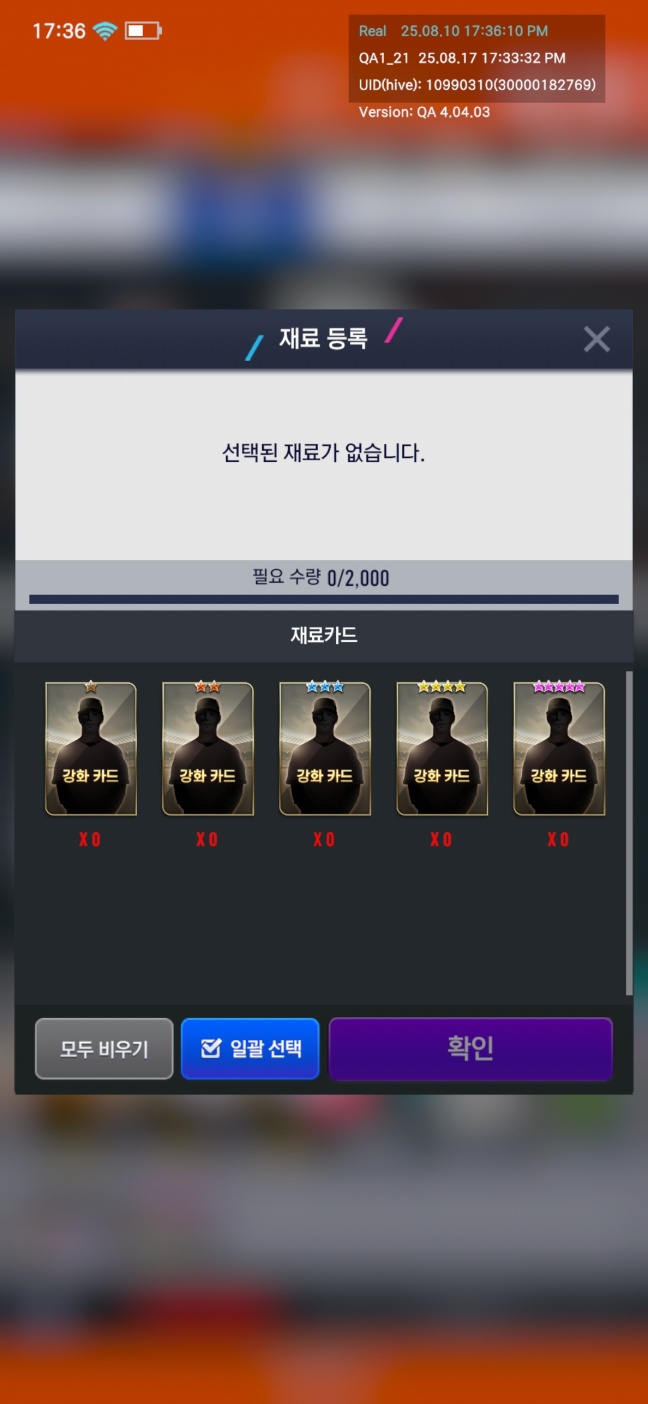 17:36
Real 25.08.10 17:36:10 PM
QA1_21 25.08.17 17:33:32 PM
UID(hive): 10990310(30000182769)
Version: QA 4.04.03
재료 등록
선택된 재료가 없습니다.
필요 수량 0/2,000
재료카드
강화 카드 강화 카드 강화 카드 강화 카드 강화 카드
X 0 X 0 X 0 X 0 X 0
모두 비우기 일괄 선택 확인